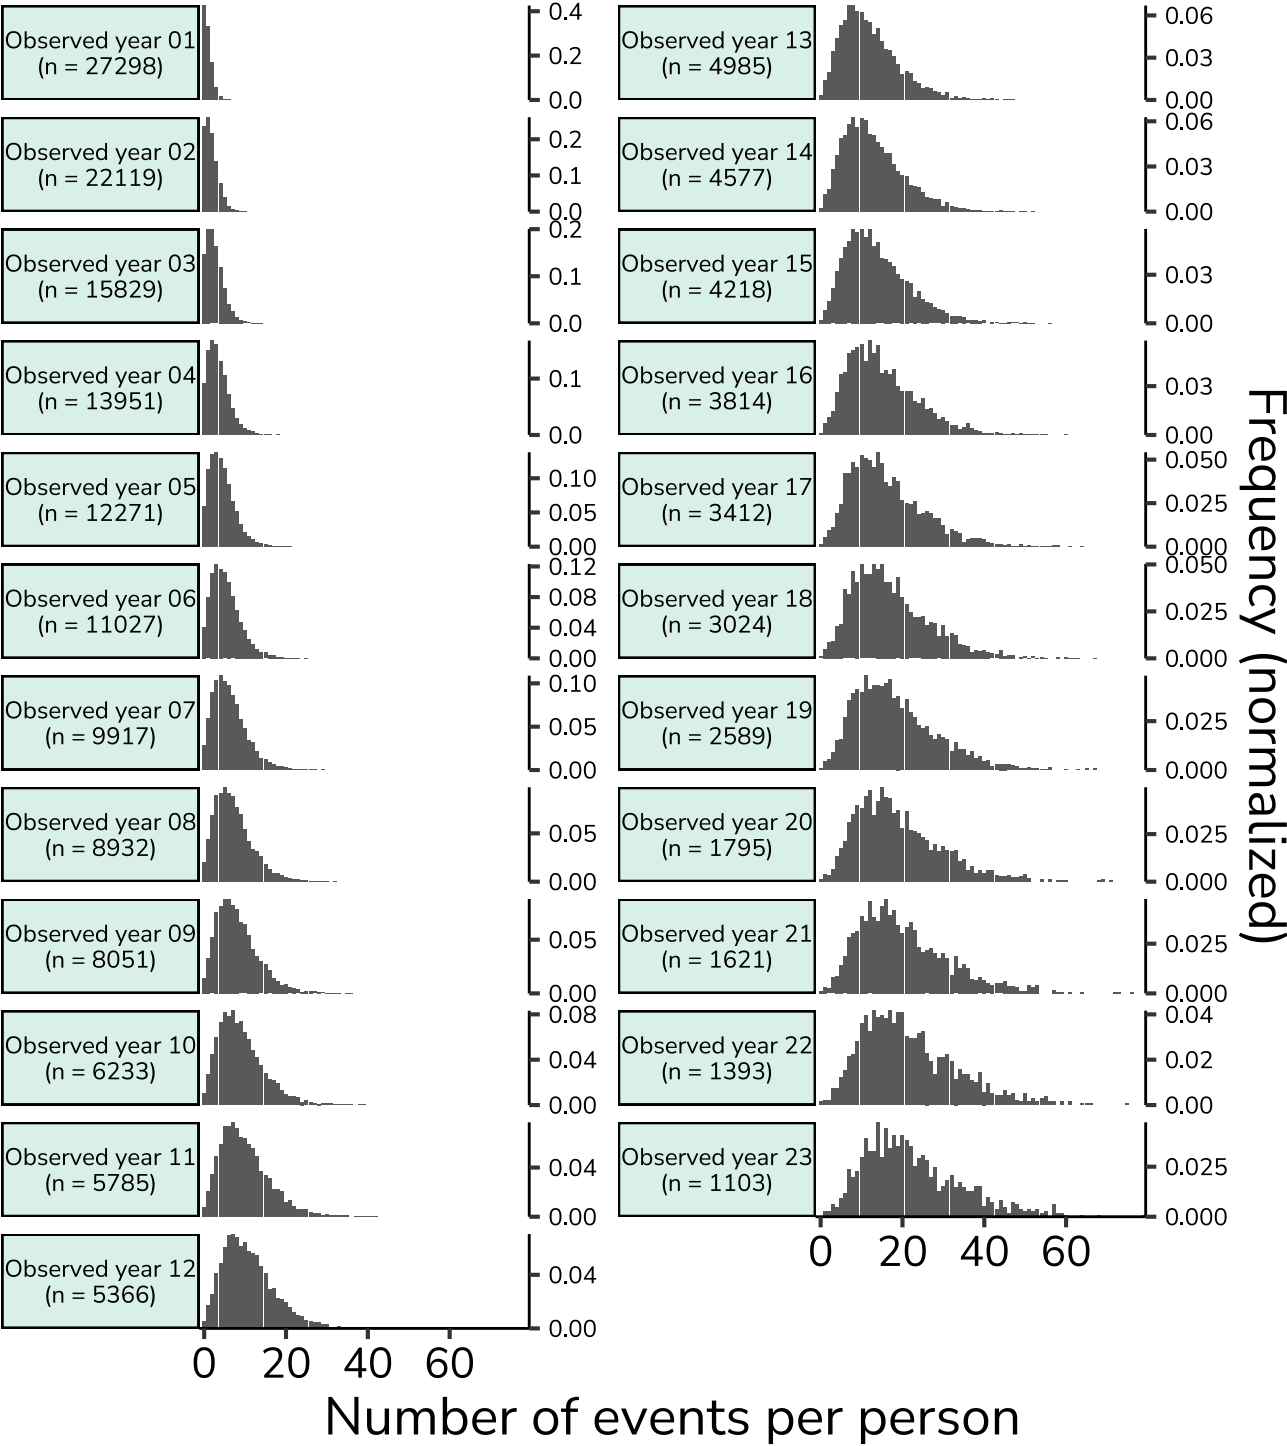 Observed year 01
(n = 27298)
0.4
0.2
0.0
Observed year 02
(n = 22119)
0.2
0.1
0.0
Observed year 03
(n = 15829)
0.2
0.1
0.0
Observed year 04
(n = 13951)
0.1
0.0
Observed year 05
(n = 12271)
0.10
0.05
0.00
Observed year 06
(n = 11027)
0.12
0.08
0.04
0.00
Observed year 07
(n = 9917)
0.10
0.05
0.00
Observed year 08
(n = 8932)
0.05
0.00
Observed year 09
(n = 8051)
0.05
0.00
Observed year 10
(n = 6233)
0.08
0.04
0.00
Observed year 11
(n = 5785)
0.04
0.00
Observed year 12
(n = 5366)
0.04
0.00
0 20 40 60
Observed year 13
(n = 4985)
0.06
0.03
0.00
Observed year 14
(n = 4577)
0.06
0.03
0.00
Observed year 15
(n = 4218)
0.03
0.00
Observed year 16
(n = 3814)
0.03
0.00
Observed year 17
(n = 3412)
0.050
0.025
0.000
Observed year 18
(n = 3024)
0.050
0.025
0.000
Observed year 19
(n = 2589)
0.025
0.000
Observed year 20
(n = 1795)
0.025
0.000
Observed year 21
(n = 1621)
0.025
0.000
Observed year 22
(n = 1393)
0.04
0.02
0.00
Observed year 23
(n = 1103)
0.025
0.000
0 20 40 60
Frequency (normalized)
Number of events per person